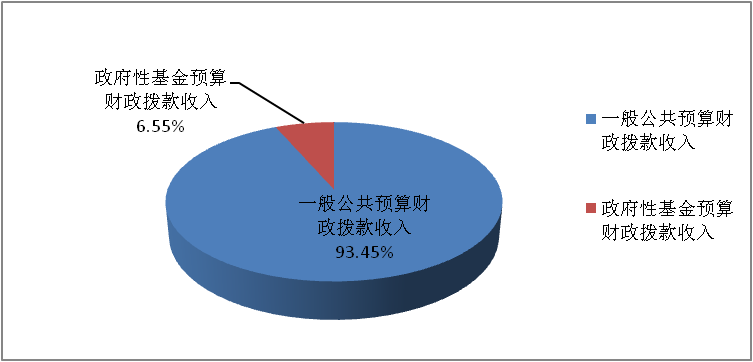 政府性基金预算
财政拨款收入
6.55%
一般公共预算财
政拨款收入
93.45%
一般公共预算财
政拨款收入
政府性基金预算
财政拨款收入